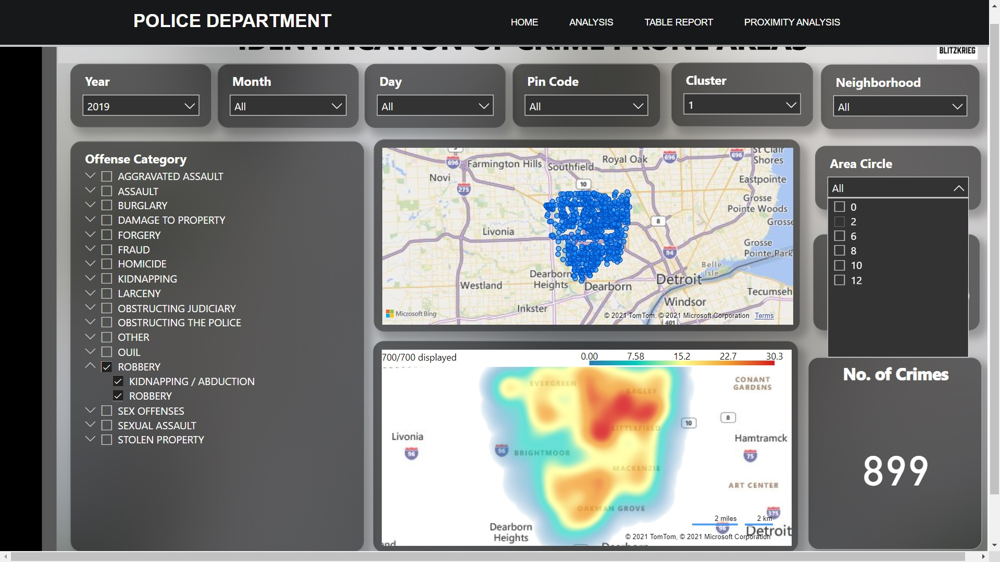 POLICE DEPARTMENT
HOME
ANALYSIS
TABLE REPORT
PROXIMITY ANALYSIS
IDENTIFICATION OF CRIME PRONE AREAS
BLITZKRIEG
Year
2019
Month
All
Day
All
Pin Code
All
Cluster
1
Neighborhood
All
Offense Category
AGGRAVATED ASSAULT
ASSAULT
BURGLARY
DAMAGE TO PROPERTY
FORGERY
FRAUD
HOMICIDE
KIDNAPPING
LARCENY
OBSTRUCTING JUDICIARY
OBSTRUCTING THE POLICE
OTHER
OUIL
ROBBERY
KIDNAPPING / ABDUCTION
ROBBERY
SEX OFFENSES
SEXUAL ASSAULT
STOLEN PROPERTY
696
Farmington Hills
Southfield
Royal Oak
696
696
St Clair
Shores
Novi
275
10
Eastpointe
Grosse
Pointe Woods
Grosse
8
Livonia
Grosse
Pointe Park
94
Belle
Isle
Dearborn
Heights
Westland
Dearborn
Detroit
Tecumseh
Windsor
Inkster
Microsoft Bing
© 2021 TomTom, © 2021 Microsoft Corporation Terms
401
Area Circle
All
0
2
6
8
10
12
700/700 displayed
0.00
7.58
15.2
22.7
30.3
EVERGREEN
BAGLEY
CONANT
GARDENS
10
8
LITTLEFIELD
Livonia
96
96
BRIGHTMOOR
Hamtramck
75
MACKENZIE
ART CENTER
OAKMAN GROVE
375
2 miles
2 km
96
Dearborn
Heights
Detroit
© 2021 TomTom, © 2021 Microsoft Corporation
Dearborn
No. of Crimes
899